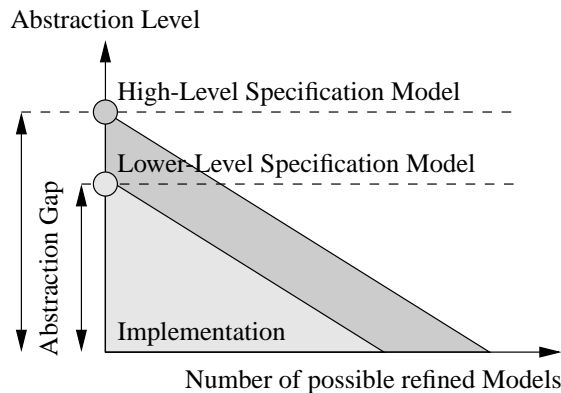 Abstraction Level
High-Level Specification Model
Lower-Level Specification Model
Abstraction Gap
Implementation
Number of possible refined Models